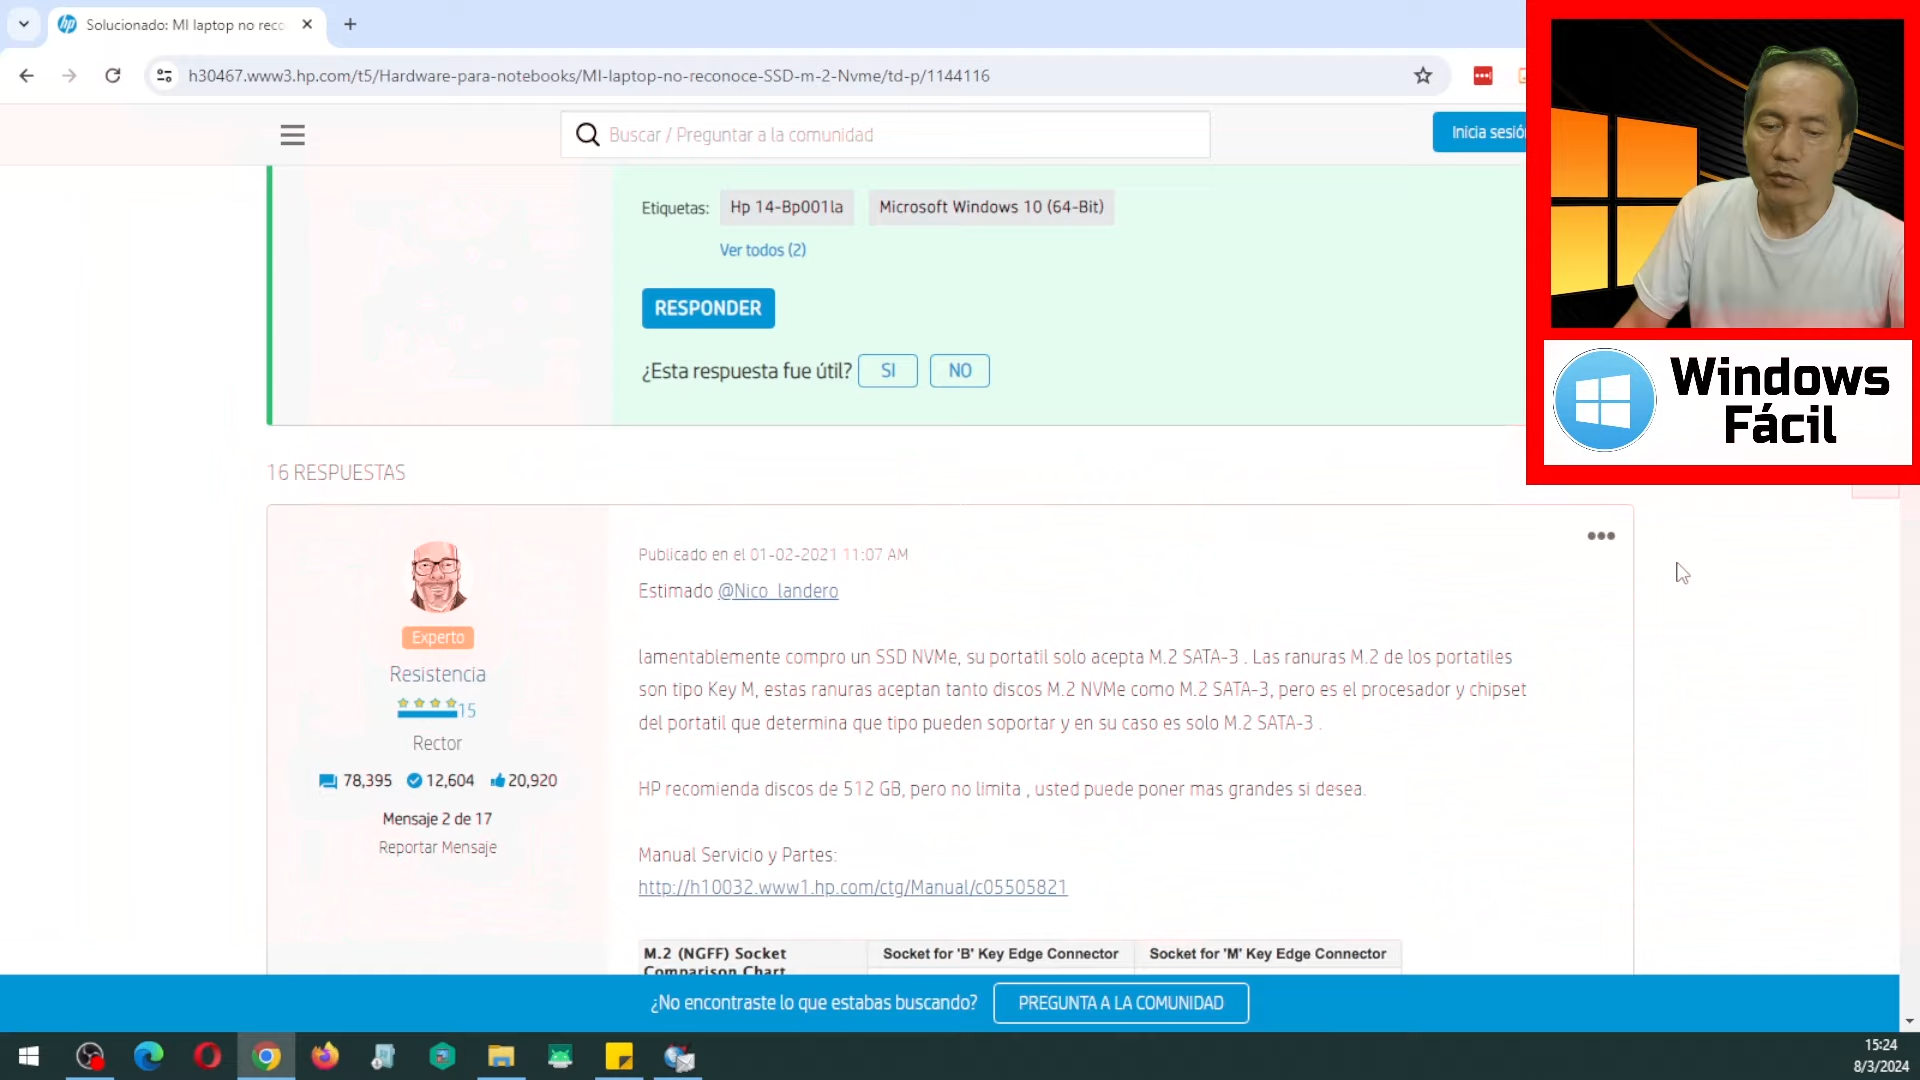 Solucionado: MI laptop no reco
h30467.www3.hp.com/t5/Hardware-para-notebooks/MI-laptop-no-reconoce-SSD-m-2-Nvme/td-p/1144116
Buscar / Preguntar a la comunidad
Inicia sesión
Etiquetas: Hp 14-Bp001la Microsoft Windows 10 (64-Bit)
Ver todos (2)
RESPONDER
¿Esta respuesta fue útil? SI NO
Windows
Fácil
16 RESPUESTAS
Experto
Resistencia
15
Rector
78,395 12,604 20,920
Mensaje 2 de 17
Reportar Mensaje
Publicado en el 01-02-2021 11:07 AM
Estimado @Nico_landero
lamentablemente compro un SSD NVMe, su portatil solo acepta M.2 SATA-3 . Las ranuras M.2 de los portatiles
son tipo Key M, estas ranuras aceptan tanto discos M.2 NVMe como M.2 SATA-3, pero es el procesador y chipset
del portatil que determina que tipo pueden soportar y en su caso es solo M.2 SATA-3 .
HP recomienda discos de 512 GB, pero no limita , usted puede poner mas grandes si desea.
Manual Servicio y Partes:
http://h10032.www1.hp.com/ctg/Manual/c05505821
M.2 (NGFF) Socket
Comparison Chart
Socket for 'B' Key Edge Connector
Socket for 'M' Key Edge Connector
¿No encontraste lo que estabas buscando? PREGUNTA A LA COMUNIDAD
15:24
8/3/2024